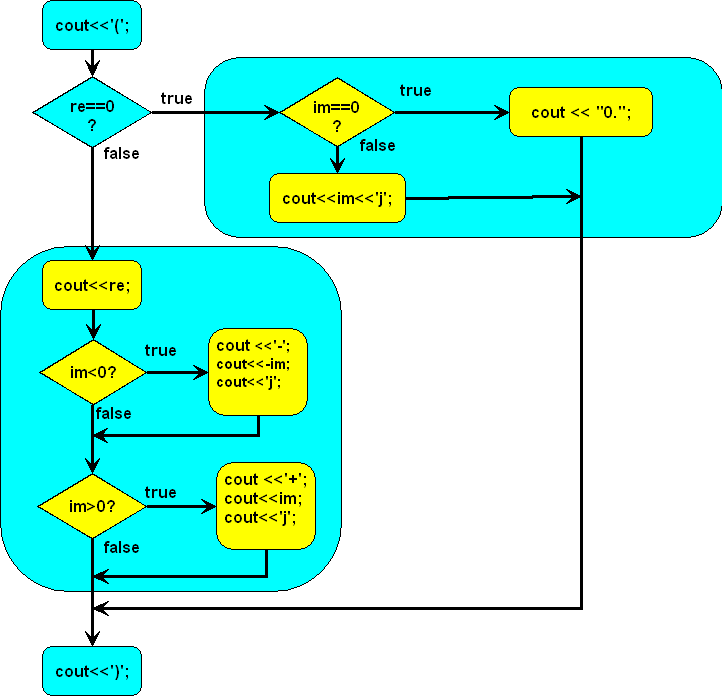 cout<<'(';
re==0
?
true
false
im==0
?
true
false
cout << "0.";
cout<<im<<'j';
cout<<re;
im<0?
true
false
cout <<'-';
cout<<-im;
cout<<'j';
im>0?
true
false
cout <<'+';
cout<<im;
cout<<'j';
cout<<')';